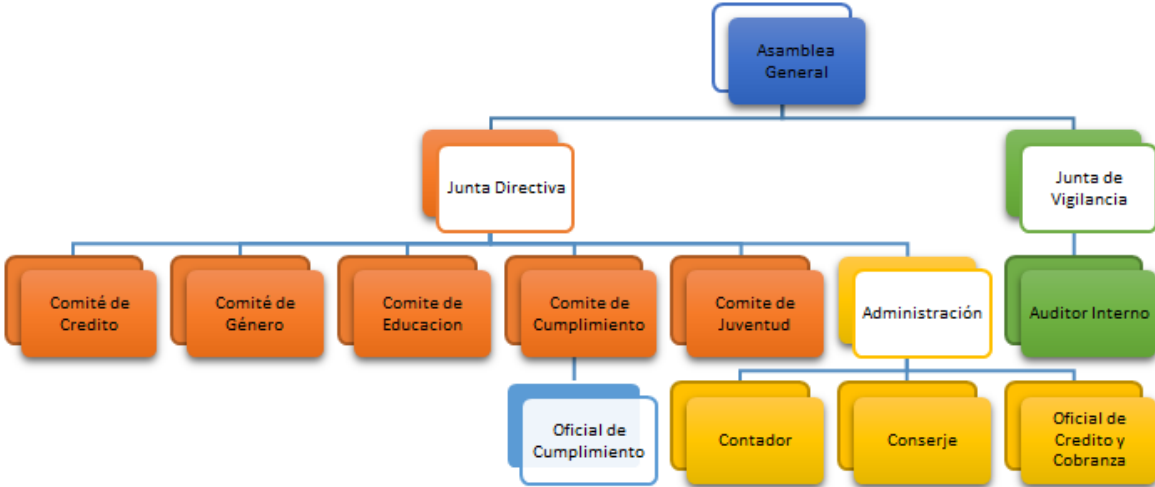 Asamblea
General
Junta Directiva
Junta de
Vigilancia
Comité de
Credito
Comité de
Género
Comite de
Educacion
Comite de
Cumplimiento
Comite de
Juventud
Administración
Auditor Interno
Oficial de
Cumplimiento
Contador
Conserje
Oficial de
Credito y
Cobranza